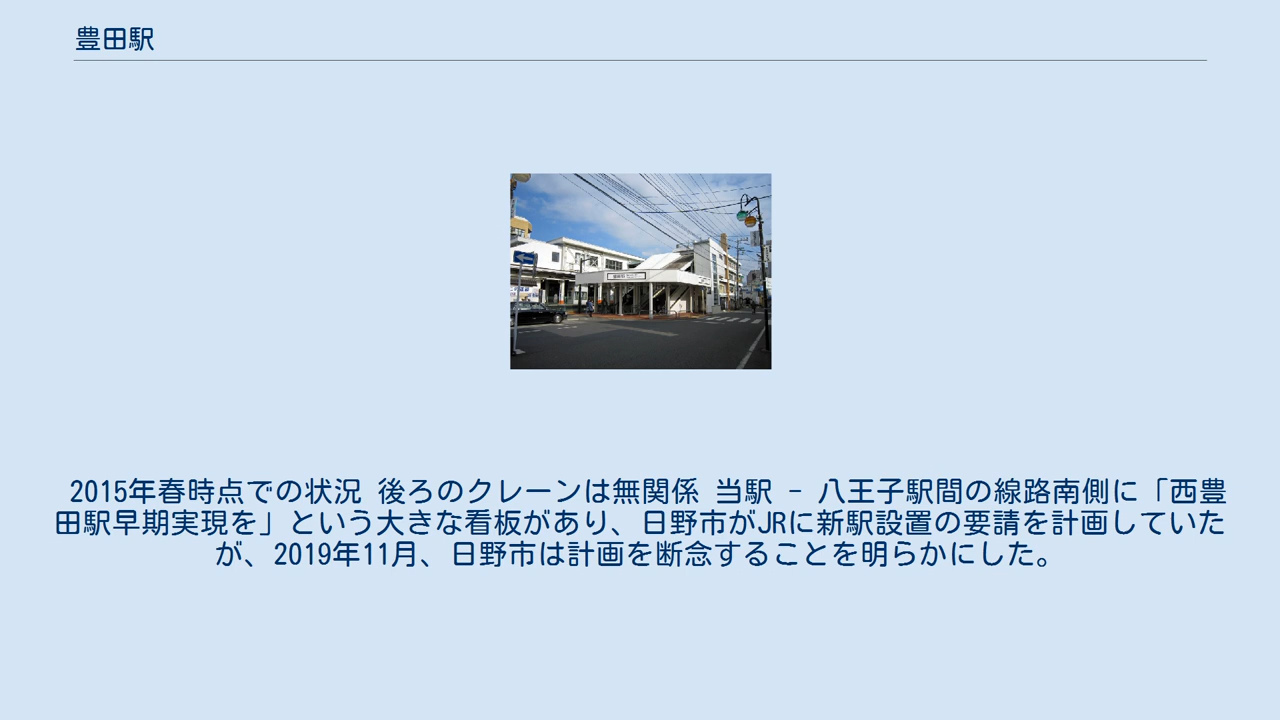 豊田駅
2015年春時点での状況 後ろのクレーンは無関係 当駅 - 八王子駅間の線路南側に「西豊
田駅早期実現を」という大きな看板があり、日野市がJRに新駅設置の要請を計画していた
が、2019年11月、日野市は計画を断念することを明らかにした。